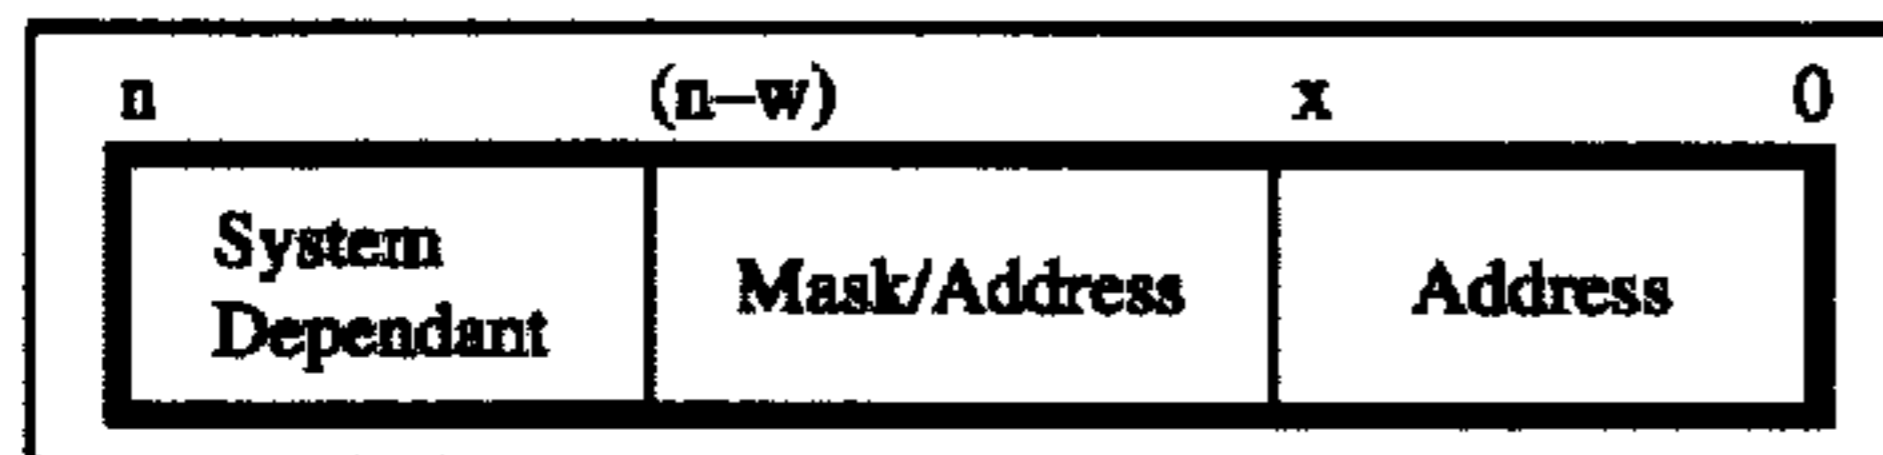 n (n–w) x 0
System
Dependant
Mask/Address
Address